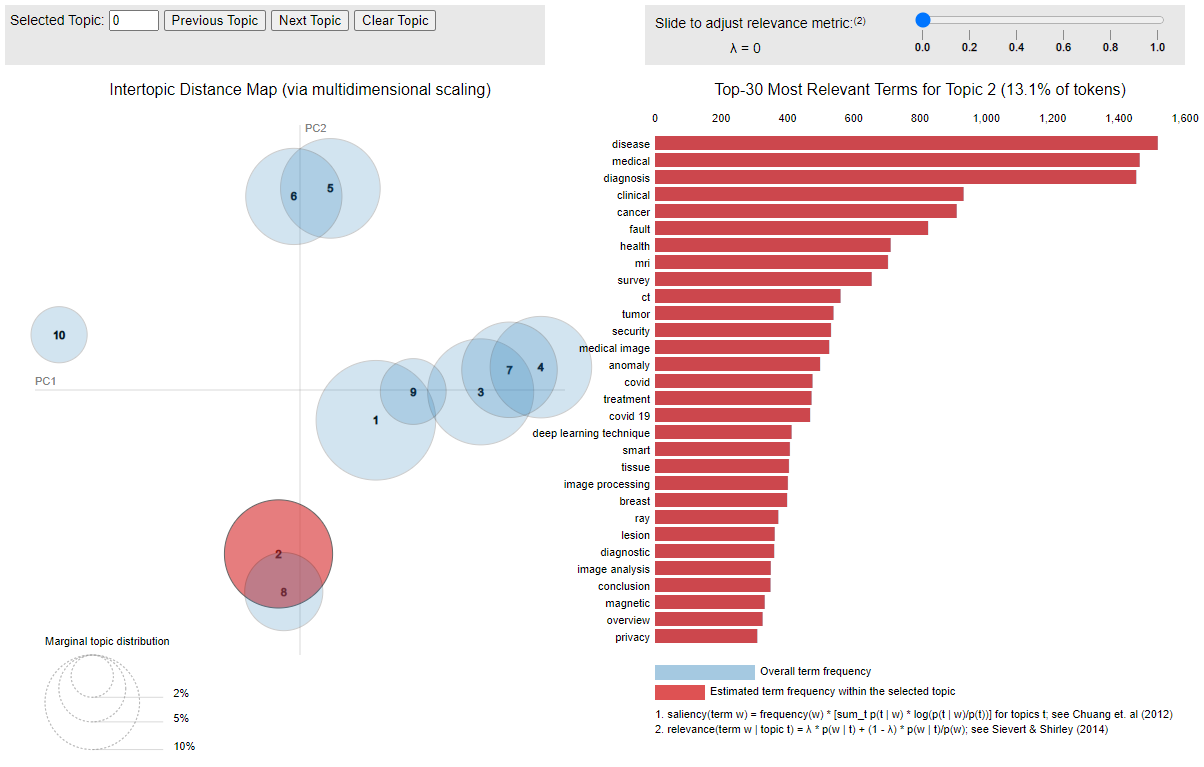 Selected Topic: 0 Previous Topic Next Topic Clear Topic
Slide to adjust relevance metric:(2)
λ = 0
0.0 0.2 0.4 0.6 0.8 1.0
Intertopic Distance Map (via multidimensional scaling)
PC2
PC1
6
5
10
7
4
3
9
1
2
8
Marginal topic distribution
2%
5%
10%
Top-30 Most Relevant Terms for Topic 2 (13.1% of tokens)
0 200 400 600 800 1,000 1,200 1,400 1,600
disease
medical
diagnosis
clinical
cancer
fault
health
mri
survey
ct
tumor
security
medical image
anomaly
covid
treatment
covid 19
deep learning technique
smart
tissue
image processing
breast
ray
lesion
diagnostic
image analysis
conclusion
magnetic
overview
privacy
Overall term frequency
Estimated term frequency within the selected topic
1. saliency(term w) = frequency(w) * [sum_t p(t | w) * log(p(t | w)/p(t))] for topics t; see Chuang et. al (2012)
2. relevance(term w | topic t) = λ * p(w | t) + (1 - λ) * p(w | t)/p(w); see Sievert & Shirley (2014)